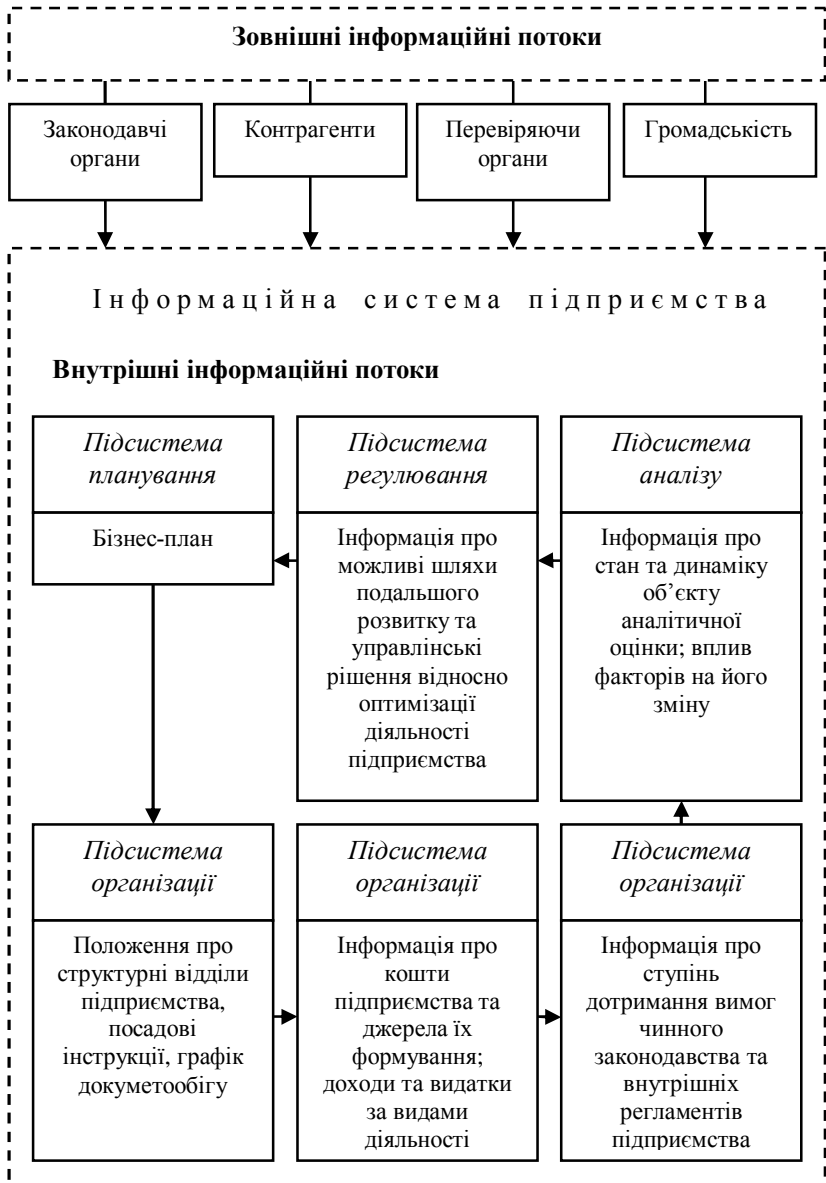 Зовнішні інформаційні потоки
Законодавчі
органи
Контрагенти
Перевіряючи
органи
Громадськість
Інформаційна система підприємства
Внутрішні інформаційні потоки
Підсистема
планування
Бізнес-план
Підсистема
регулювання
Інформація про
можливі шляхи
подальшого
розвитку та
управлінські
рішення відносно
оптимізації
діяльності
підприємства
Підсистема
аналізу
Інформація про
стан та динаміку
об’єкту
аналітичної
оцінки; вплив
факторів на його
зміну
Підсистема
організації
Положення про
структурні відділи
підприємства,
посадові
інструкції, графік
докуметообігу
Підсистема
організації
Інформація про
кошти
підприємства та
джерела їх
формування;
доходи та видатки
за видами
діяльності
Підсистема
організації
Інформація про
ступінь
дотримання вимог
чинного
законодавства та
внутрішніх
регламентів
підприємства